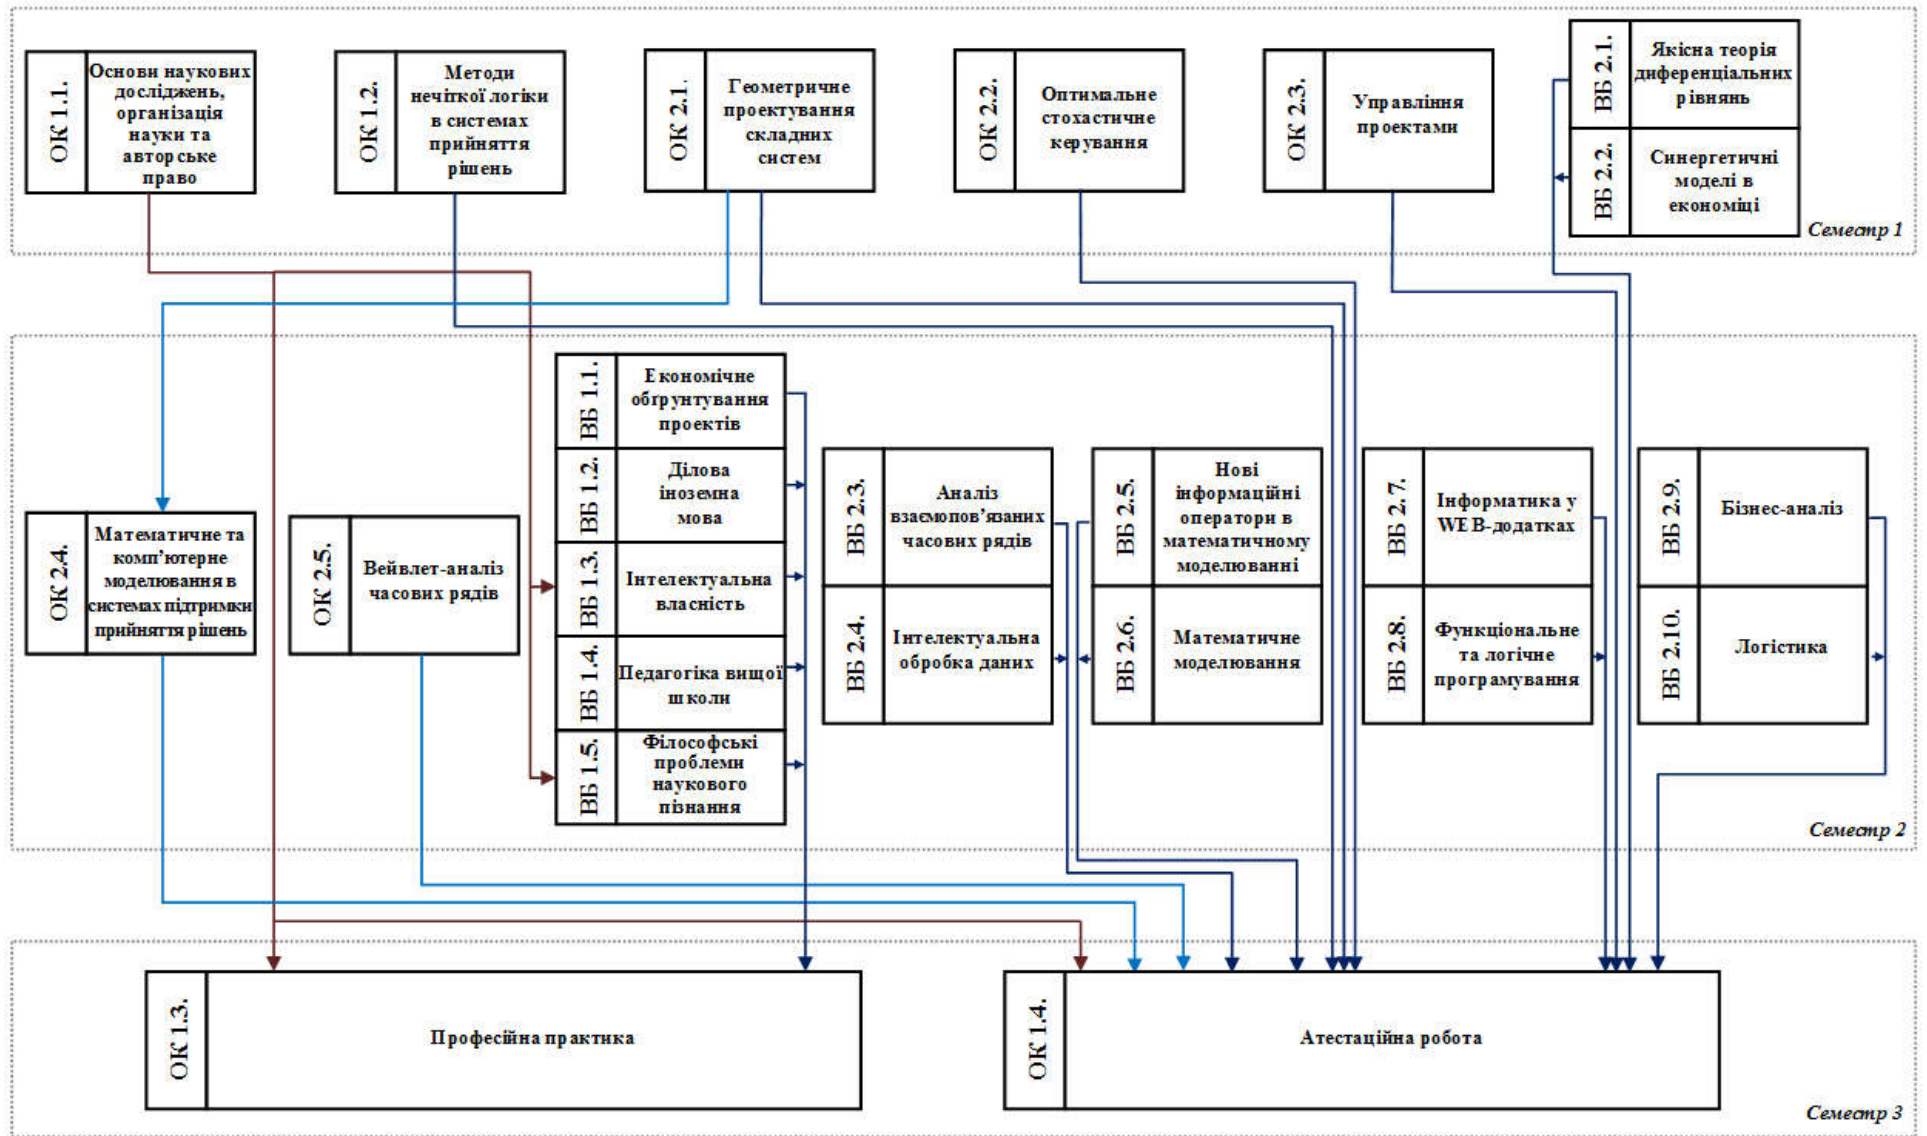 ОК 1.1.
Основи наукових
досліджень,
організація
науки та
авторське
право
ОК 1.2.
Методи
нечіткої логіки
в системах
прийняття
рішень
ОК 2.1.
Геометричне
проектування
складних
систем
ОК 2.2.
Оптимальне
стохастичне
керування
ОК 2.3.
Управління
проектами
ВБ 2.1.
Якісна теорія
диференціальних
рівнянь
ВБ 2.2.
Синергетичні
моделі в
економіці
Семестр 1
ОК 2.4.
Математичне та
комп’ютерне
моделювання в
системах підтримки
прийняття рішень
ОК 2.5.
Вейвлет-аналіз
часових рядів
ВБ 1.1.
Економічне
обґрунтування
проектів
ВБ 1.2.
Ділова
іноземна
мова
ВБ 1.3.
Інтелектуальна
власність
ВБ 1.4.
Педагогіка вищої
школи
ВБ 1.5.
Філософські
проблеми
наукового
пізнання
ВБ 2.3.
Аналіз
взаємопов’язаних
часових рядів
ВБ 2.4.
Інтелектуальна
обробка даних
ВБ 2.5.
Нові
інформаційні
оператори в
математичному
моделюванні
ВБ 2.6.
Математичне
моделювання
ВБ 2.7.
Інформатика у
WEB-додатках
ВБ 2.8.
Функціональне
та логічне
програмування
ВБ 2.9.
Бізнес-аналіз
ВБ 2.10.
Логістика
Семестр 2
ОК 1.3.
Професійна практика
ОК 1.4.
Атестаційна робота
Семестр 3